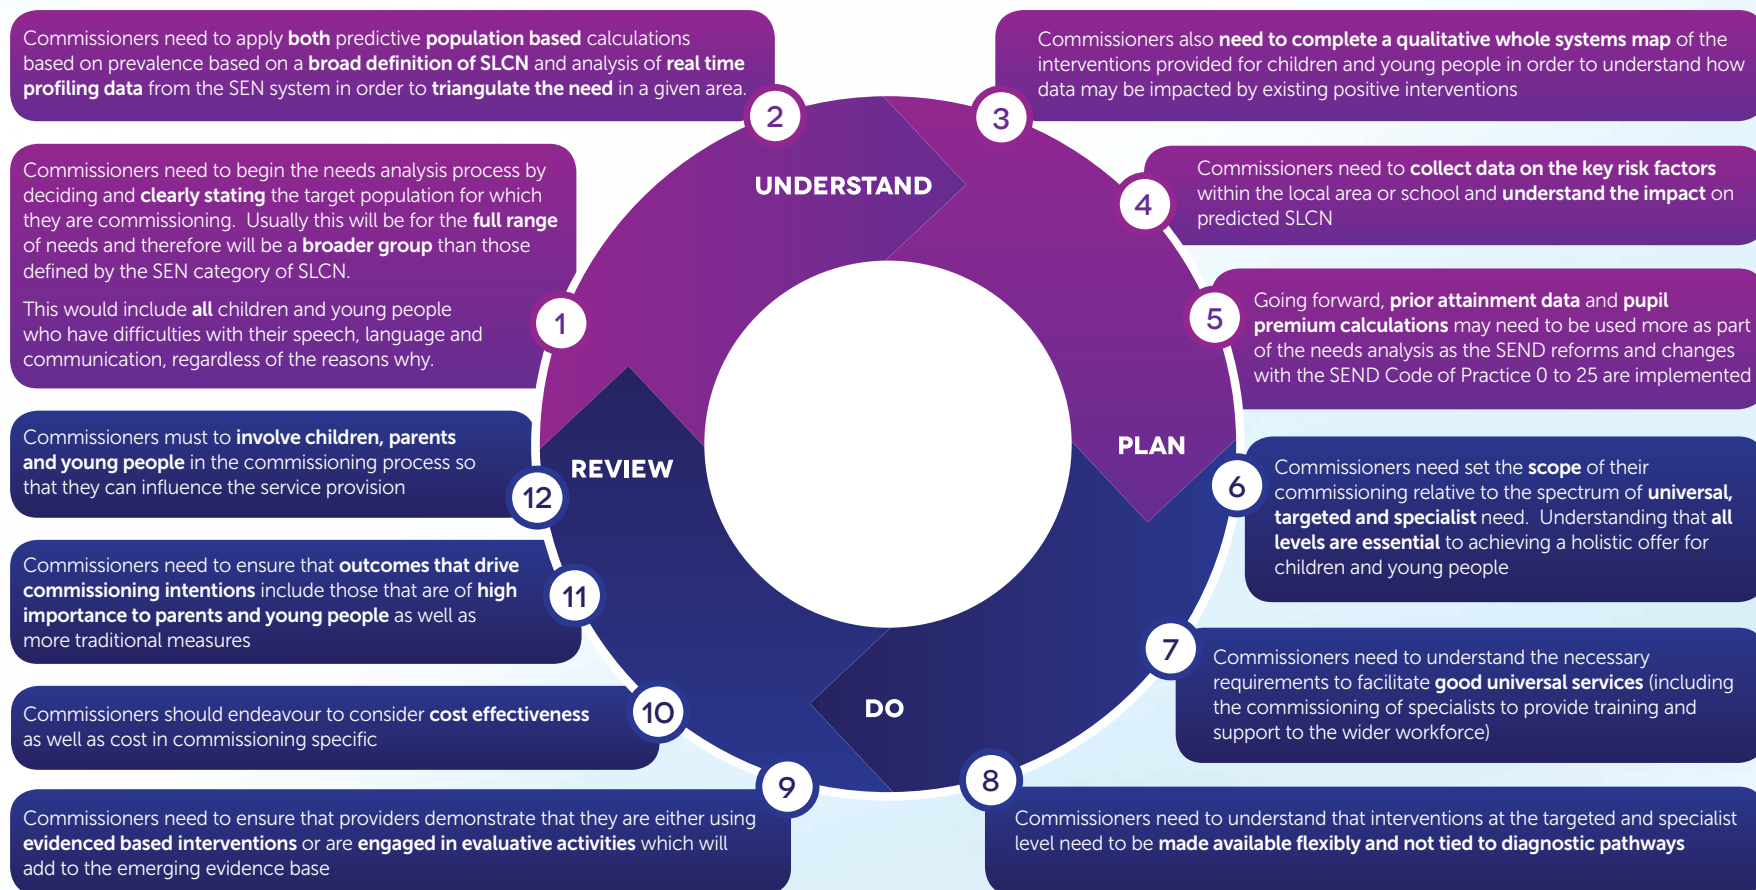 Commissioners need to apply both predictive population based calculations
based on prevalence based on a broad definition of SLCN and analysis of real time
profiling data from the SEN system in order to triangulate the need in a given area.
2
Commissioners also need to complete a qualitative whole systems map of the
interventions provided for children and young people in order to understand how
data may be impacted by existing positive interventions
3
Commissioners need to begin the needs analysis process by
deciding and clearly stating the target population for which
they are commissioning. Usually this will be for the full range
of needs and therefore will be a broader group than those
defined by the SEN category of SLCN.
This would include all children and young people
who have difficulties with their speech, language and
communication, regardless of the reasons why.
1
UNDERSTAND
4
Commissioners need to collect data on the key risk factors
within the local area or school and understand the impact on
predicted SLCN
5
Going forward, prior attainment data and pupil
premium calculations may need to be used more as part
of the needs analysis as the SEND reforms and changes
with the SEND Code of Practice 0 to 25 are implemented
Commissioners must to involve children, parents
and young people in the commissioning process so
that they can influence the service provision
12
REVIEW
PLAN
6
Commissioners need set the scope of their
commissioning relative to the spectrum of universal,
targeted and specialist need. Understanding that all
levels are essential to achieving a holistic offer for
children and young people
Commissioners need to ensure that outcomes that drive
commissioning intentions include those that are of high
importance to parents and young people as well as
more traditional measures
11
7
Commissioners need to understand the necessary
requirements to facilitate good universal services (including
the commissioning of specialists to provide training and
support to the wider workforce)
Commissioners should endeavour to consider cost effectiveness
as well as cost in commissioning specific
10
DO
9
8
Commissioners need to ensure that providers demonstrate that they are either using
evidenced based interventions or are engaged in evaluative activities which will
add to the emerging evidence base
Commissioners need to understand that interventions at the targeted and specialist
level need to be made available flexibly and not tied to diagnostic pathways